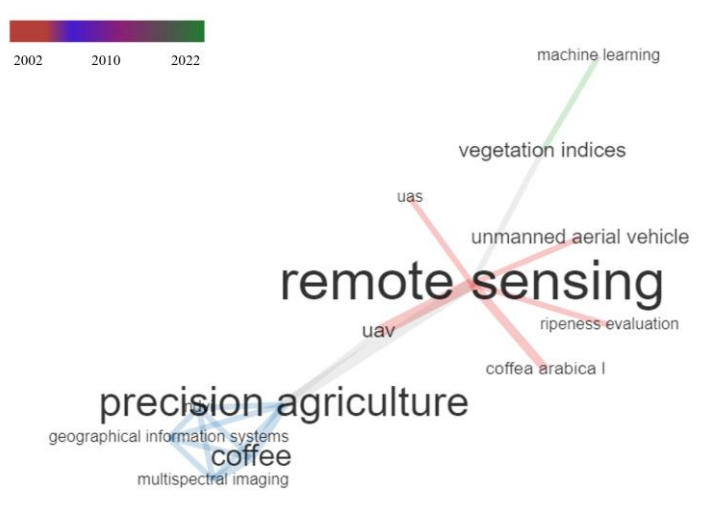 2002 2010 2022
machine learning
vegetation indices
uas
unmanned aerial vehicle
remote sensing
ripeness evaluation
uav
coffea arabica l
precision agriculture
geographical information systems
coffee
multispectral imaging